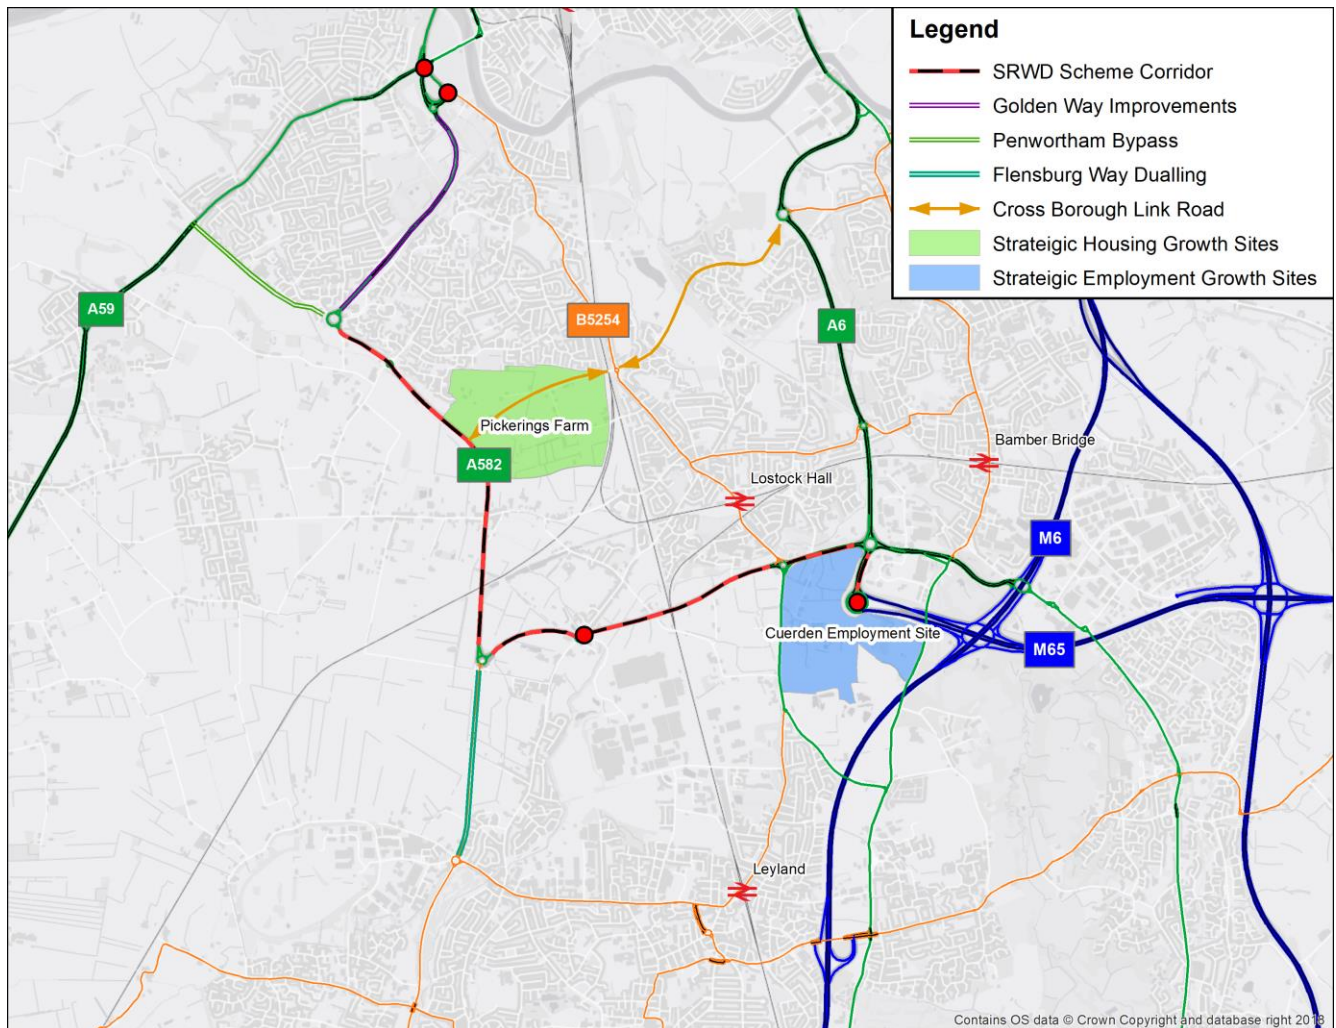 Legend
SRWD Scheme Corridor
Golden Way Improvements
Penwortham Bypass
Flensburg Way Dualling
Cross Borough Link Road
Strateigic Housing Growth Sites
Strateigic Employment Growth Sites
A59
B5254
A6
Pickerings Farm
Bamber Bridge
A582
Lostock Hall
M6
Cuerden Employment Site
M65
Leyland
Contains OS data © Crown Copyright and database right 2018